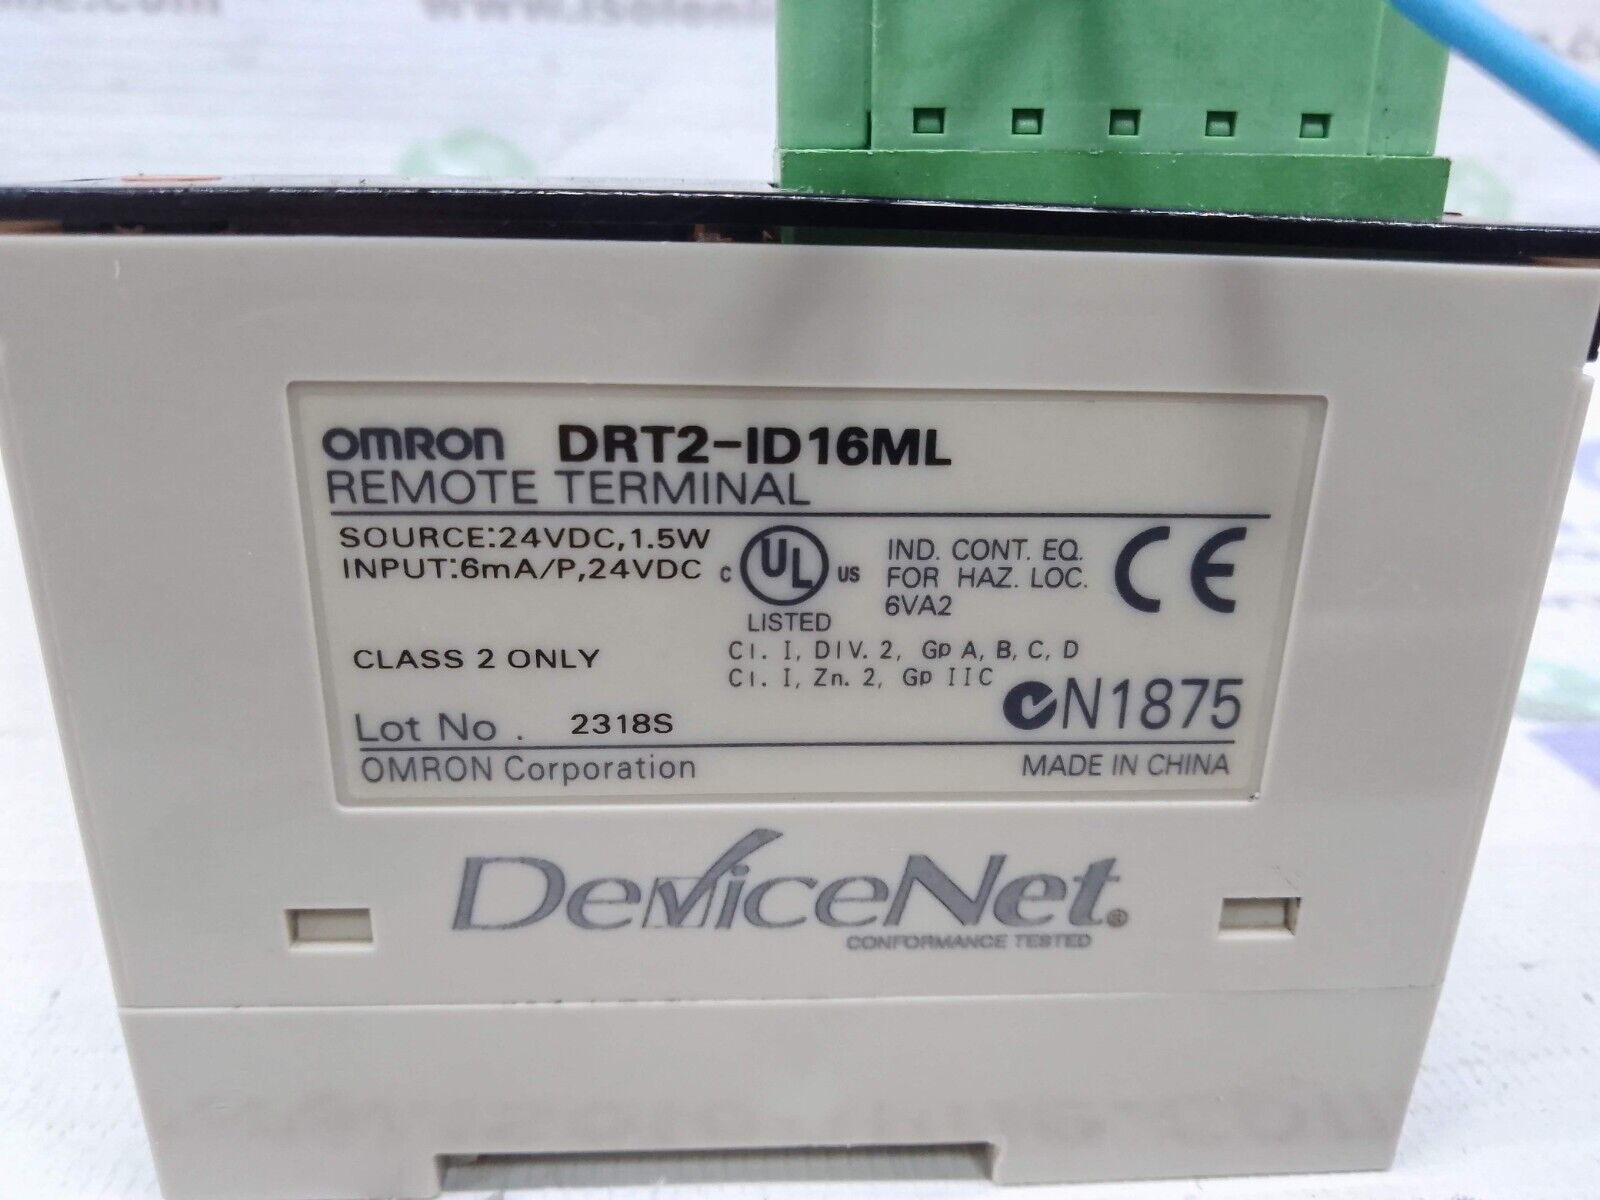 OMRON DRT2-ID16ML
REMOTE TERMINAL
SOURCE:24VDC,1.5W
INPUT:6mA/P,24VDC
C UL US
LISTED
IND. CONT. EQ.
FOR HAZ. LOC.
6VA2
CE
CLASS 2 ONLY
Cl. I, DIV. 2, Gp A, B, C, D
Cl. I, Zn. 2, Gp IIC
N1875
Lot No. 2318S
OMRON Corporation
MADE IN CHINA
DeviceNet®
CONFORMANCE TESTED